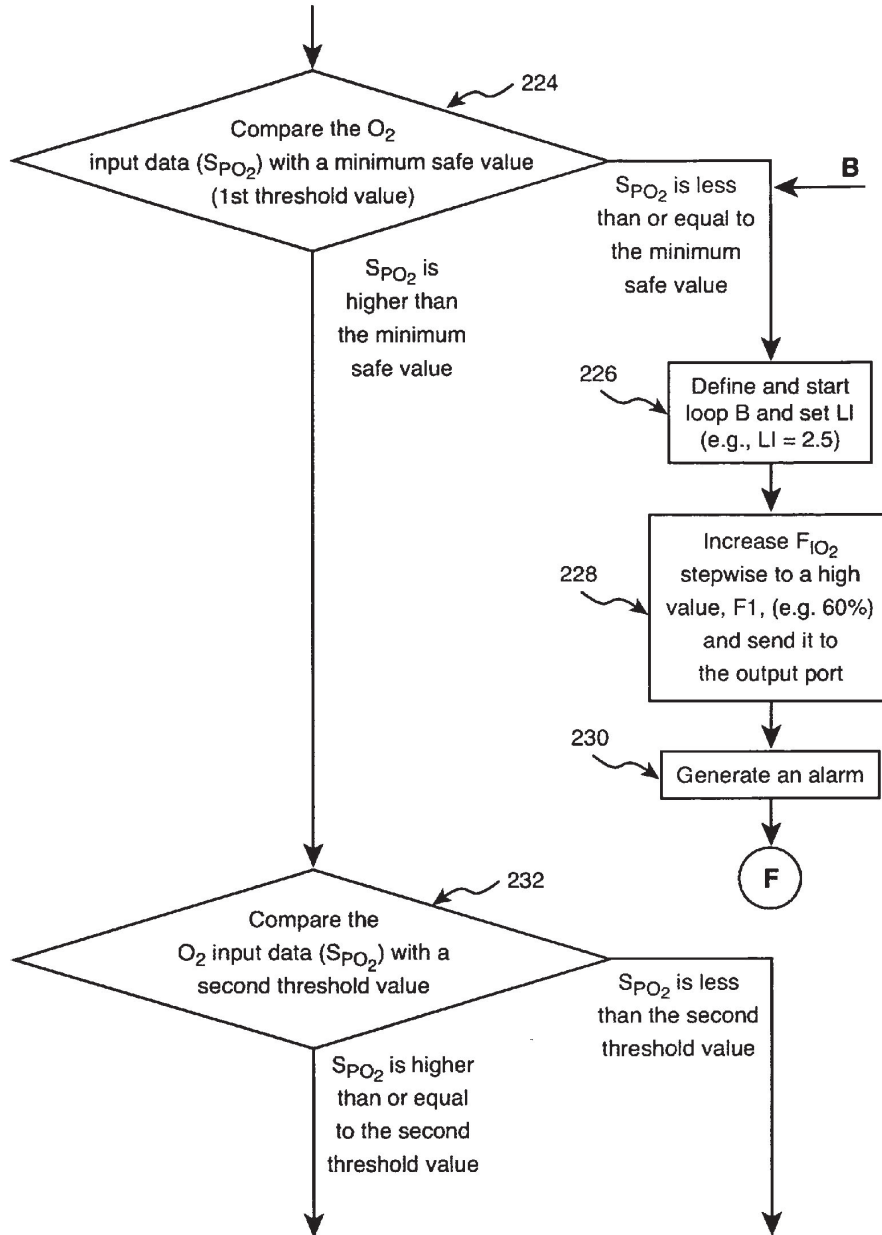 224
Compare the O2
input data (SPO2) with a minimum safe value
(1st threshold value)
B
SPO2 is less
than or equal to
the minimum
safe value
SPO2 is
higher than
the minimum
safe value
226
Define and start
loop B and set LI
(e.g., LI = 2.5)
228
Increase FIO2
stepwise to a high
value, F1, (e.g. 60%)
and send it to
the output port
230
Generate an alarm
F
232
Compare the
O2 input data (SPO2) with a
second threshold value
SPO2 is less
than the second
threshold value
SPO2 is higher
than or equal
to the second
threshold value